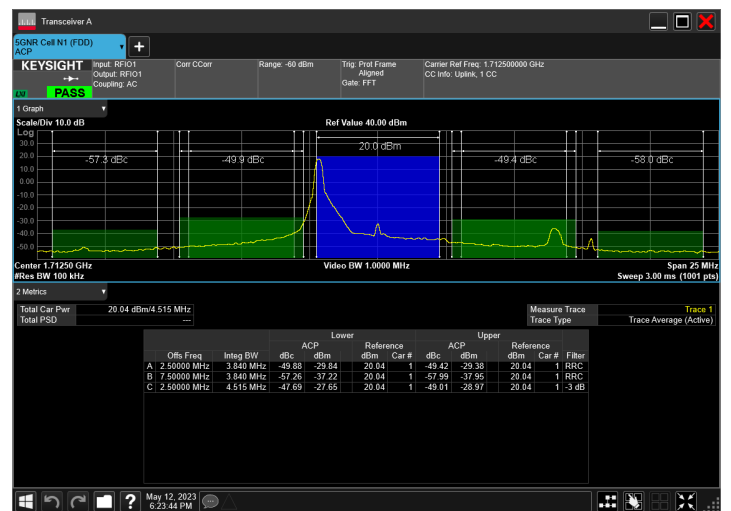 Transceiver A
5GNR Cell N1 (FDD)
ACP
KEYSIGHT
LXI
PASS
Input: RFIO1
Output: RFIO1
Coupling: AC
Corr CCorr
Range: -60 dBm
Trig: Prot Frame
Aligned
Gate: FFT
Carrier Ref Freq: 1.712500000 GHz
CC Info: Uplink, 1 CC
1 Graph
Scale/Div 10.0 dB
Ref Value 40.00 dBm
Log
30.0
20.0
10.0
0.00
-10.0
-20.0
-30.0
-40.0
-50.0
-57.3 dBc
-49.9 dBc
20.0 dBm
-49.4 dBc
-58.0 dBc
Center 1.71250 GHz
Video BW 1.0000 MHz
Span 25 MHz
#Res BW 100 kHz
Sweep 3.00 ms (1001 pts)
2 Metrics
Total Car Pwr 20.04 dBm/4.515 MHz
Total PSD ---
Measure Trace Trace 1
Trace Type Trace Average (Active)
Lower Upper
ACP Reference ACP Reference
Offs Freq Integ BW dBc dBm dBm Car # dBc dBm dBm Car # Filter
A 2.50000 MHz 3.840 MHz -49.88 -29.84 20.04 1 -49.42 -29.38 20.04 1 RRC
B 7.50000 MHz 3.840 MHz -57.26 -37.22 20.04 1 -57.99 -37.95 20.04 1 RRC
C 2.50000 MHz 4.515 MHz -47.69 -27.65 20.04 1 -49.01 -28.97 20.04 1 -3 dB
May 12, 2023
6:23:44 PM